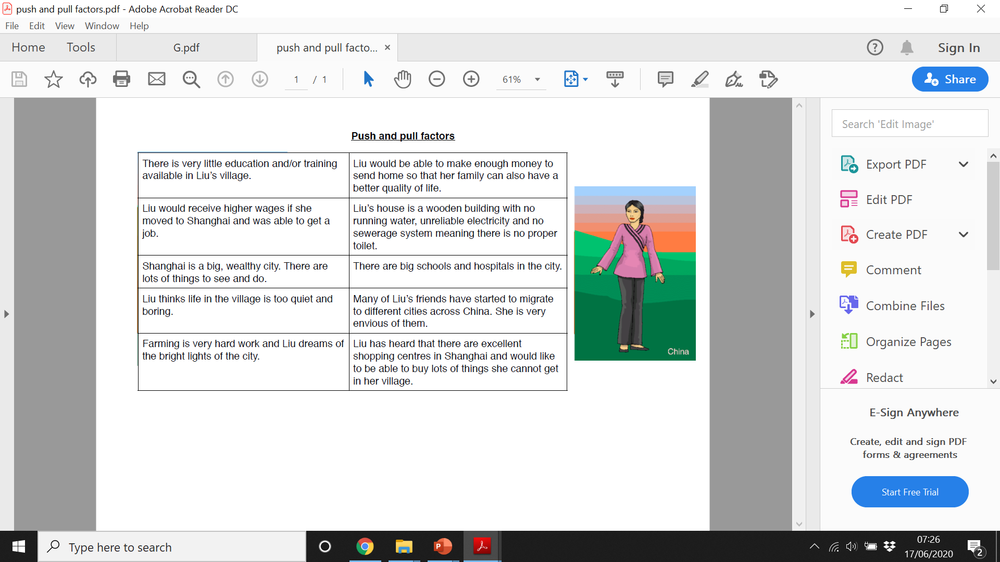 push and pull factors.pdf - Adobe Acrobat Reader DC
File Edit View Window Help
Home Tools G.pdf push and pull facto... × Sign In
1 / 1 61% Share
Search 'Edit Image'
Export PDF
Edit PDF
Create PDF
Comment
Combine Files
Organize Pages
Redact
E-Sign Anywhere
Create, edit and sign PDF
forms & agreements
Start Free Trial
Push and pull factors
There is very little education and/or training
available in Liu's village.
Liu would be able to make enough money to
send home so that her family can also have a
better quality of life.
Liu would receive higher wages if she
moved to Shanghai and was able to get a
job.
Liu's house is a wooden building with no
running water, unreliable electricity and no
sewerage system meaning there is no proper
toilet.
Shanghai is a big, wealthy city. There are
lots of things to see and do.
There are big schools and hospitals in the city.
Liu thinks life in the village is too quiet and
boring.
Many of Liu's friends have started to migrate
to different cities across China. She is very
envious of them.
Farming is very hard work and Liu dreams of
the bright lights of the city.
Liu has heard that there are excellent
shopping centres in Shanghai and would like
to be able to buy lots of things she cannot get
in her village.
China
Type here to search
07:26
17/06/2020
2